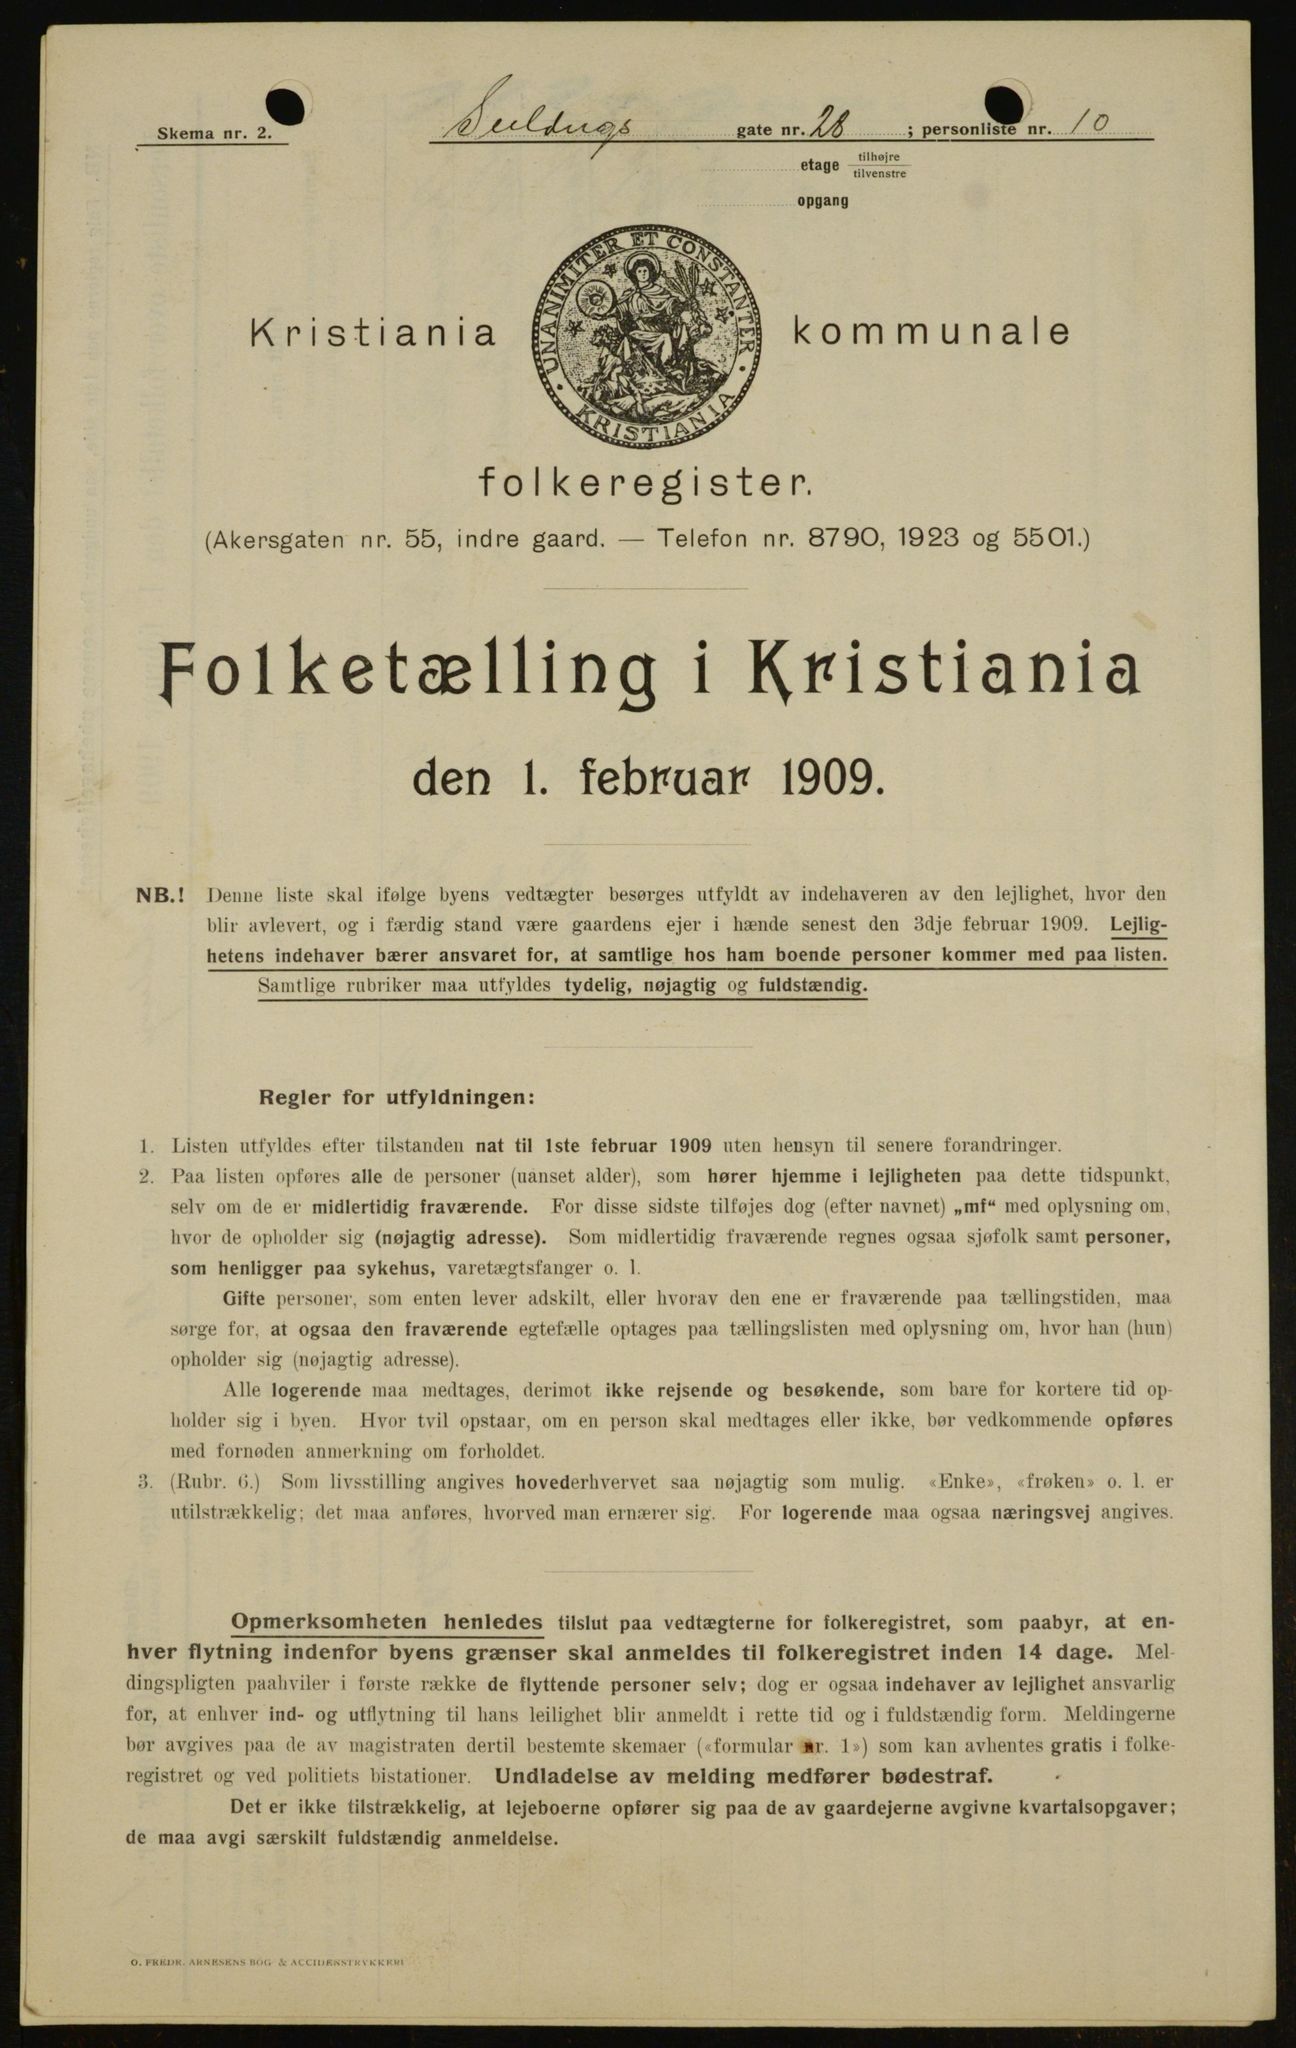 Skema nr. 2.
gate nr. 28 ; personliste nr. 10
etage tilhøjre
tilvenstre
opgang
UNANIMITER ET CONSTANTER
KRISTIANIA
Kristiania kommunale
folkeregister.
(Akersgaten nr. 55, indre gaard. — Telefon nr. 8790, 1923 og 5501.)
Folketælling i Kristiania
den 1. februar 1909.
NB.! Denne liste skal ifølge byens vedtægter besørges utfyldt av indehaveren av den lejlighet, hvor den
blir avlevert, og i færdig stand være gaardens ejer i hænde senest den 3dje februar 1909. Lejlig-
hetens indehaver bærer ansvaret for, at samtlige hos ham boende personer kommer med paa listen.
Samtlige rubriker maa utfyldes tydelig, nøjagtig og fuldstændig.
Regler for utfyldningen:
1. Listen utfyldes efter tilstanden nat til 1ste februar 1909 uten hensyn til senere forandringer.
2. Paa listen opføres alle de personer (uanset alder), som hører hjemme i lejligheten paa dette tidspunkt,
selv om de er midlertidig fraværende. For disse sidste tilføjes dog (efter navnet) „mf“ med oplysning om,
hvor de opholder sig (nøjagtig adresse). Som midlertidig fraværende regnes ogsaa sjøfolk samt personer,
som henligger paa sykehus, varetægtsfanger o. l.
Gifte personer, som enten lever adskilt, eller hvorav den ene er fraværende paa tællingstiden, maa
sørge for, at ogsaa den fraværende egtefælle optages paa tællingslisten med oplysning om, hvor han (hun)
opholder sig (nøjagtig adresse).
Alle logerende maa medtages, derimot ikke rejsende og besøkende, som bare for kortere tid op-
holder sig i byen. Hvor tvil opstaar, om en person skal medtages eller ikke, bør vedkommende opføres
med fornøden anmerkning om forholdet.
3. (Rubr. 6.) Som livsstilling angives hovederhvervet saa nøjagtig som mulig. «Enke», «frøken» o. l. er
utilstrækkelig; det maa anføres, hvorved man ernærer sig. For logerende maa ogsaa næringsvej angives.
Opmerksomheten henledes tilslut paa vedtægterne for folkeregistret, som paabyr, at en-
hver flytning indenfor byens grænser skal anmeldes til folkeregistret inden 14 dage. Mel-
dingspligten paahviler i første række de flyttende personer selv; dog er ogsaa indehaver av lejlighet ansvarlig
for, at enhver ind- og utflytning til hans leilighet blir anmeldt i rette tid og i fuldstændig form. Meldingerne
bør avgives paa de av magistraten dertil bestemte skemaer («formular nr. 1») som kan avhentes gratis i folke-
registret og ved politiets bistationer. Undladelse av melding medfører bødestraf.
Det er ikke tilstrækkelig, at lejeboerne opfører sig paa de av gaardejerne avgivne kvartalsopgaver;
de maa avgi særskilt fuldstændig anmeldelse.
O. FREDR. ARNESENS BOG & ACCIDENSTRYKKERI